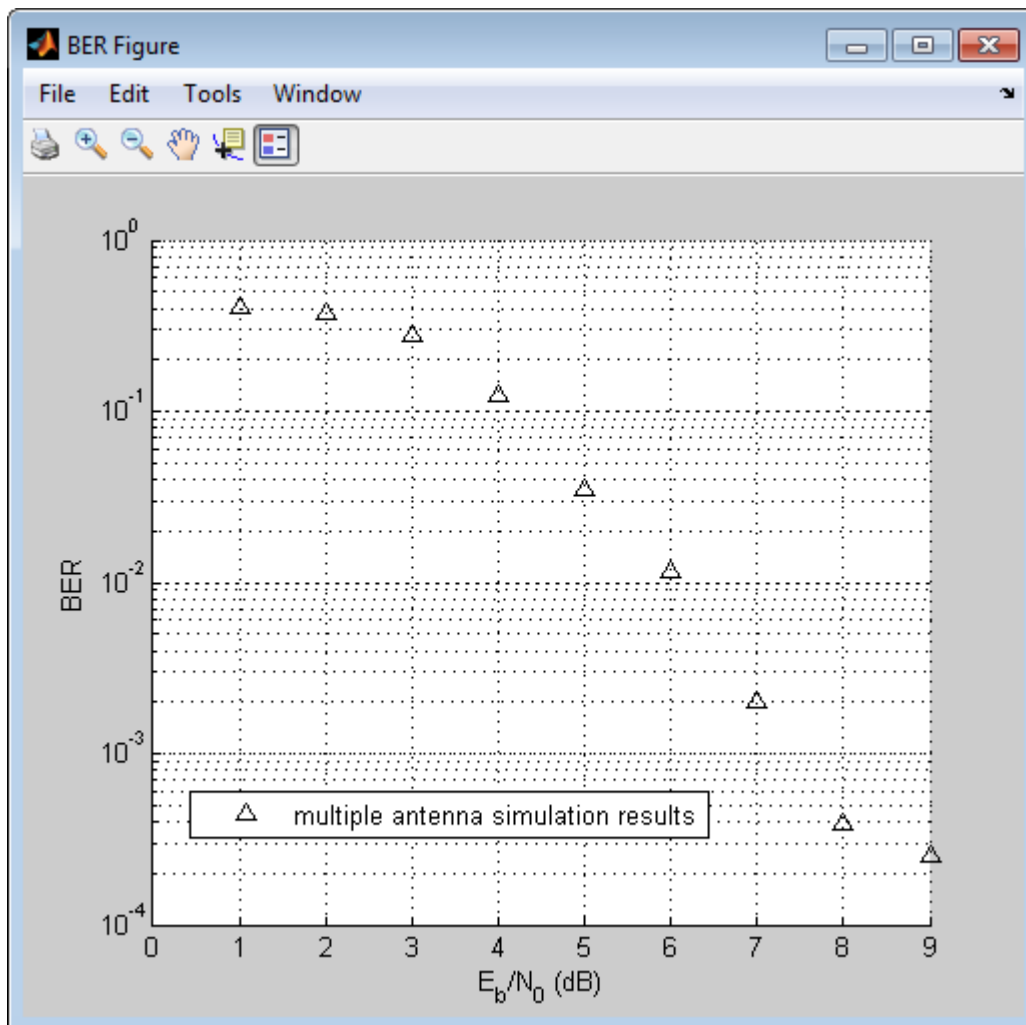 BER Figure
File Edit Tools Window
10^0
10^-1
10^-2
10^-3
10^-4
BER
multiple antenna simulation results
0 1 2 3 4 5 6 7 8 9
E_b/N_0 (dB)